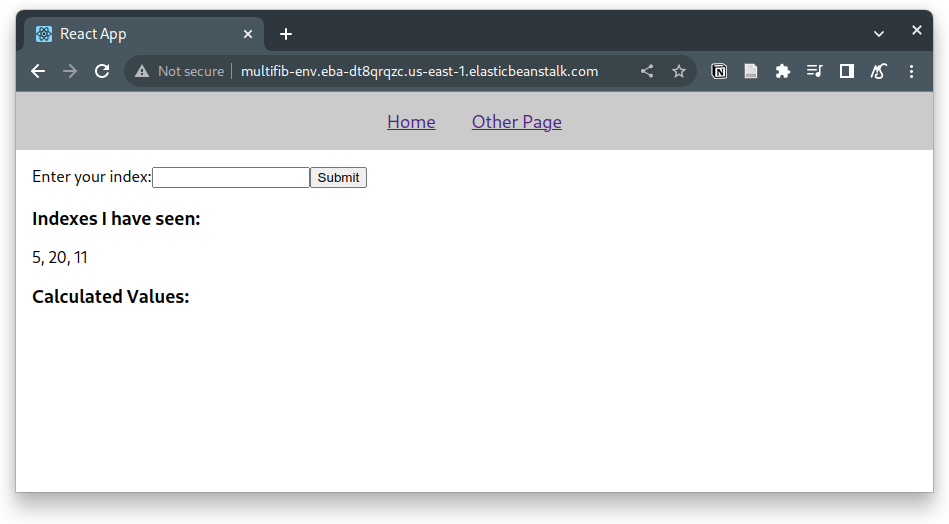 React App
Not secure multifib-env.eba-dt8qrqzc.us-east-1.elasticbeanstalk.com
Home Other Page
Enter your index: Submit
Indexes I have seen:
5, 20, 11
Calculated Values: